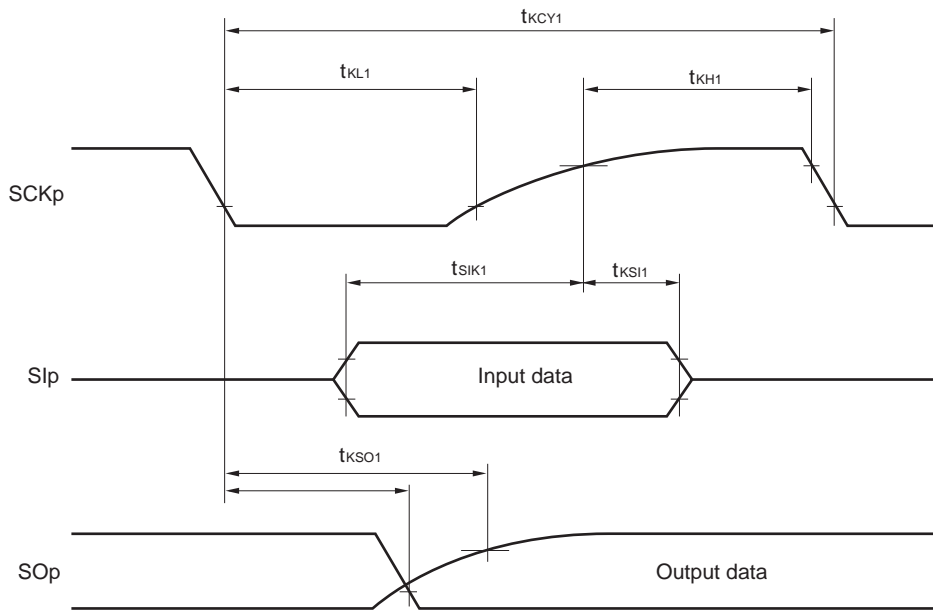 tKCY1
tKL1
tKH1
SCKp
tSIK1
tKSI1
SIp
Input data
tKSO1
SOp
Output data